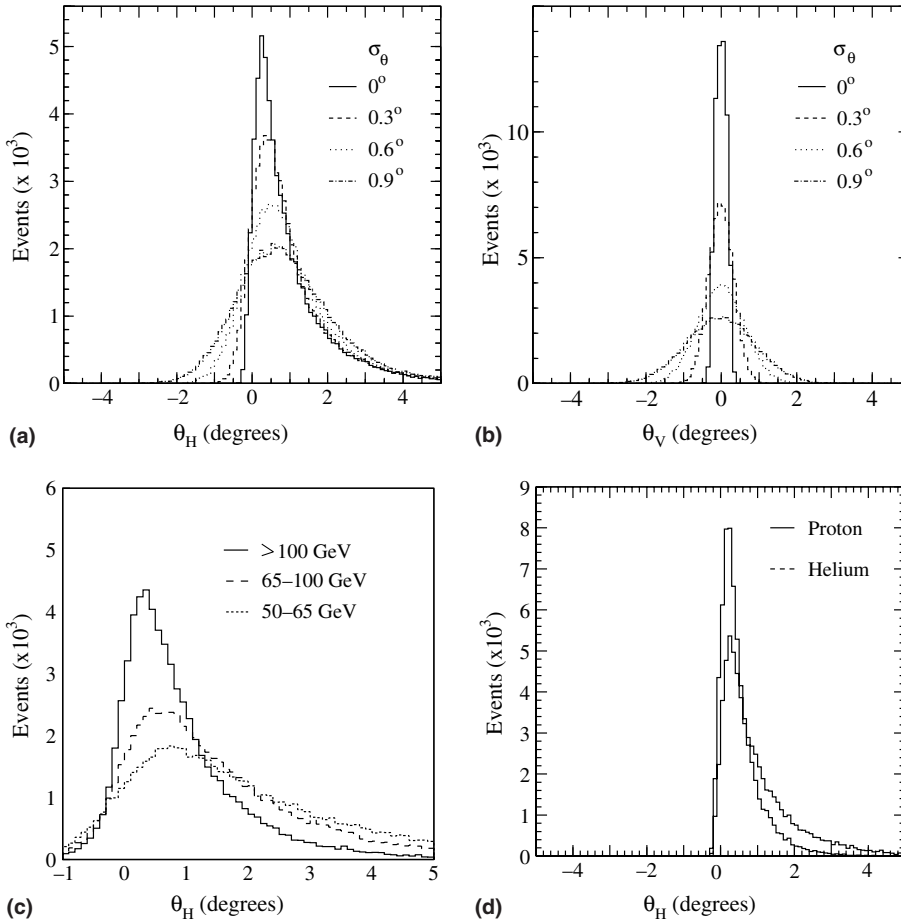 5
4
3
2
1
0
Events (x 10³)
σ_θ
0°
0.3°
0.6°
0.9°
−4
−2
0
2
4
θ_H (degrees)
(a)
10
5
0
Events (x 10³)
σ_θ
0°
0.3°
0.6°
0.9°
−4
−2
0
2
4
θ_V (degrees)
(b)
6
5
4
3
2
1
0
Events (x10³)
>100 GeV
65–100 GeV
50–65 GeV
−1
0
1
2
3
4
5
θ_H (degrees)
(c)
9
8
7
6
5
4
3
2
1
0
Events (x10³)
Proton
Helium
−4
−2
0
2
4
θ_H (degrees)
(d)